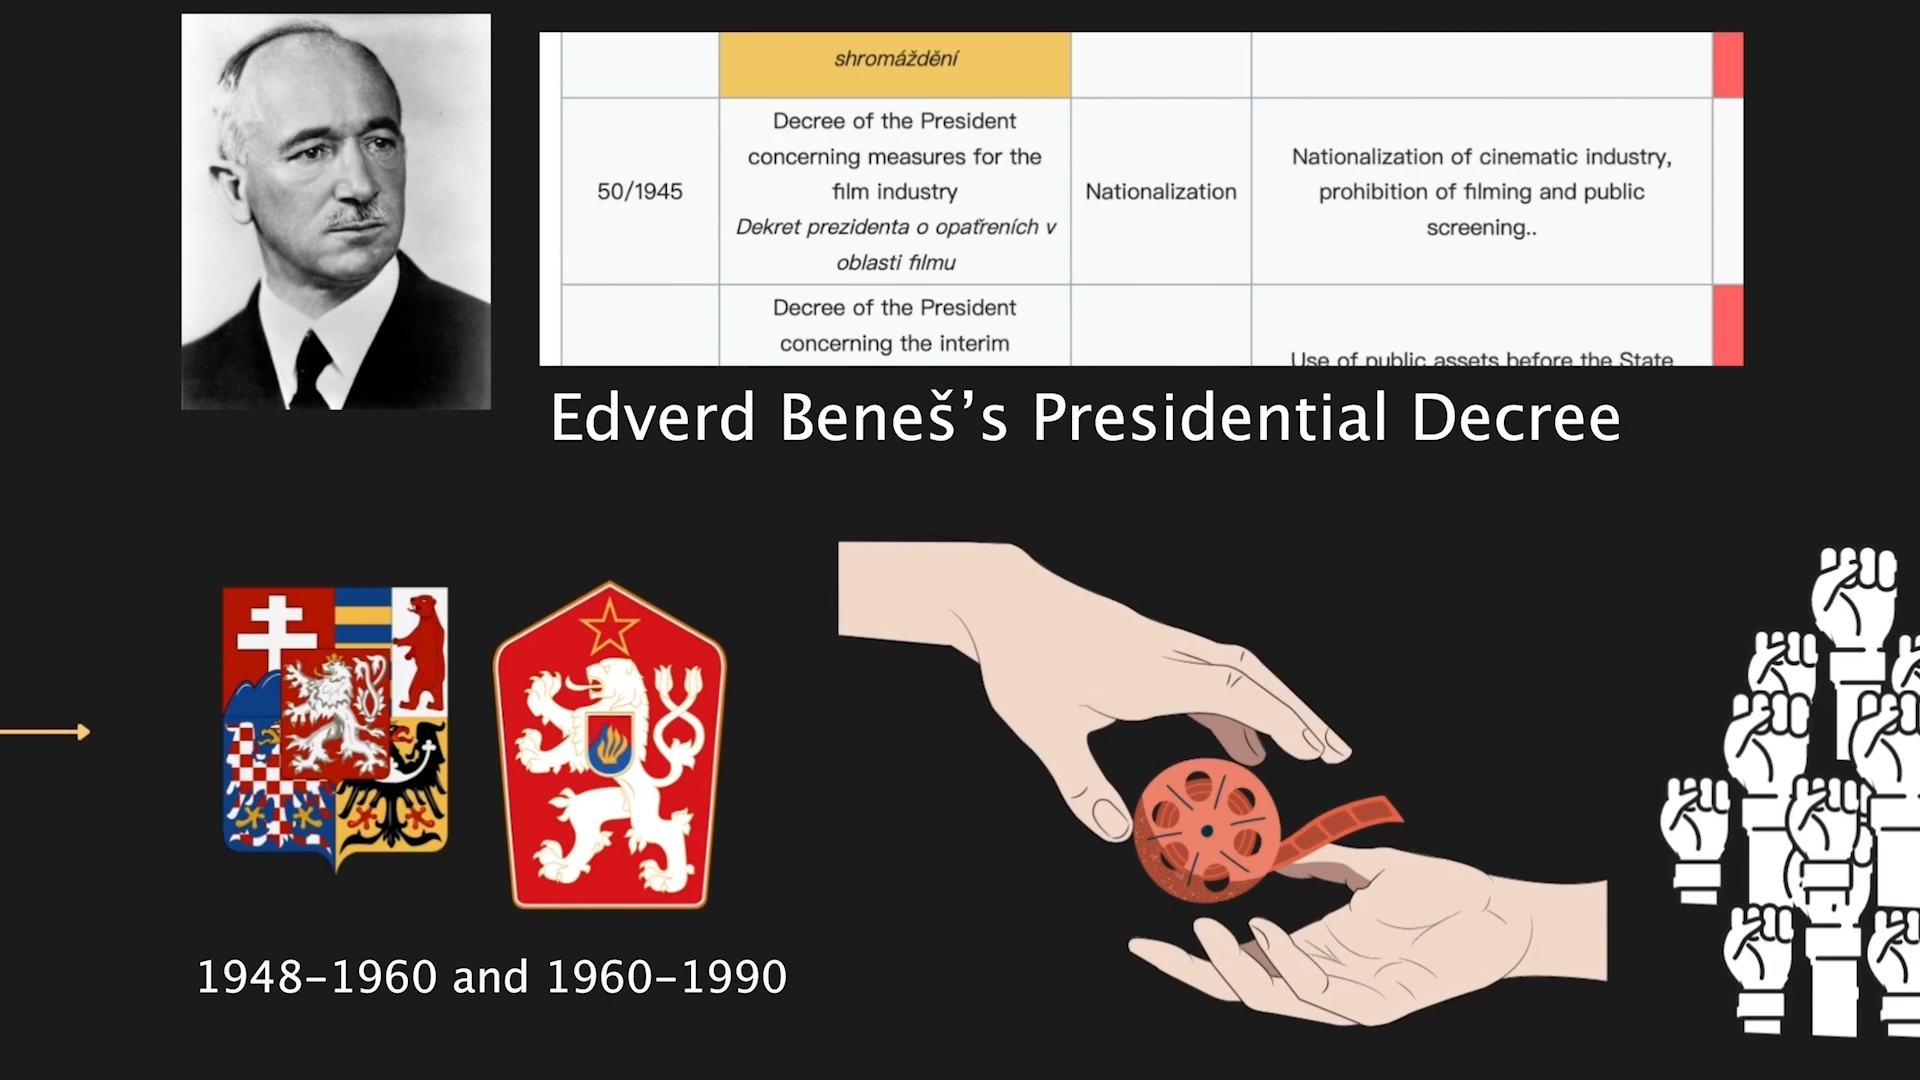 shromáždění
50/1945
Decree of the President
concerning measures for the
film industry
Dekret prezidenta o opatřeních v
oblasti filmu
Nationalization
Nationalization of cinematic industry,
prohibition of filming and public
screening..
Decree of the President
concerning the interim
Use of public assets before the State
Edverd Beneš’s Presidential Decree
1948–1960 and 1960–1990